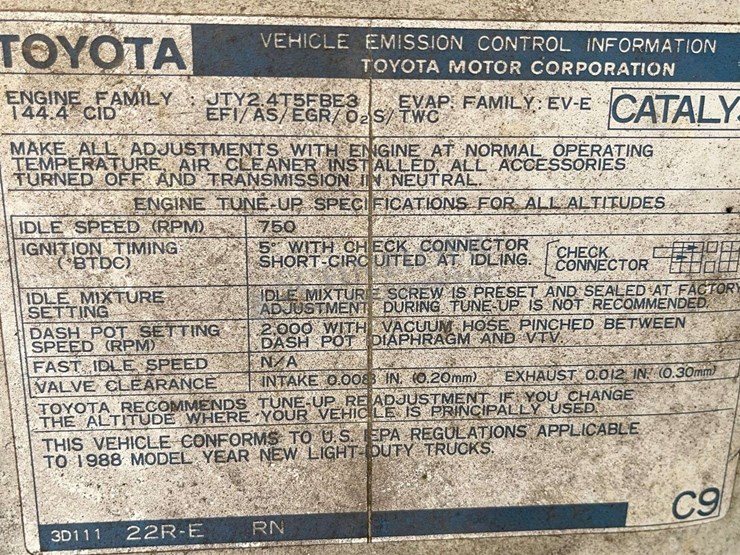 TOYOTA
VEHICLE EMISSION CONTROL INFORMATION
TOYOTA MOTOR CORPORATION
ENGINE FAMILY : JTY2.4T5FBE3 EVAP. FAMILY: EV-E
144.4 CID EFI/AS/EGR/O₂S/TWC
CATALY
MAKE ALL ADJUSTMENTS WITH ENGINE AT NORMAL OPERATING
TEMPERATURE, AIR CLEANER INSTALLED, ALL ACCESSORIES
TURNED OFF AND TRANSMISSION IN NEUTRAL.
ENGINE TUNE-UP SPECIFICATIONS FOR ALL ALTITUDES
IDLE SPEED (RPM) 750
IGNITION TIMING 5° WITH CHECK CONNECTOR
(°BTDC) SHORT-CIRCUITED AT IDLING.
CHECK
CONNECTOR
IDLE MIXTURE IDLE MIXTURE SCREW IS PRESET AND SEALED AT FACTORY
SETTING ADJUSTMENT DURING TUNE-UP IS NOT RECOMMENDED
DASH POT SETTING 2,000 WITH VACUUM HOSE PINCHED BETWEEN
SPEED (RPM) DASH POT DIAPHRAGM AND VTV.
FAST IDLE SPEED N/A
VALVE CLEARANCE INTAKE 0.008 IN. (0.20mm) EXHAUST 0.012 IN. (0.30mm)
TOYOTA RECOMMENDS TUNE-UP READJUSTMENT IF YOU CHANGE
THE ALTITUDE WHERE YOUR VEHICLE IS PRINCIPALLY USED.
THIS VEHICLE CONFORMS TO U.S. EPA REGULATIONS APPLICABLE
TO 1988 MODEL YEAR NEW LIGHT-DUTY TRUCKS.
C9
3D111 22R-E RN